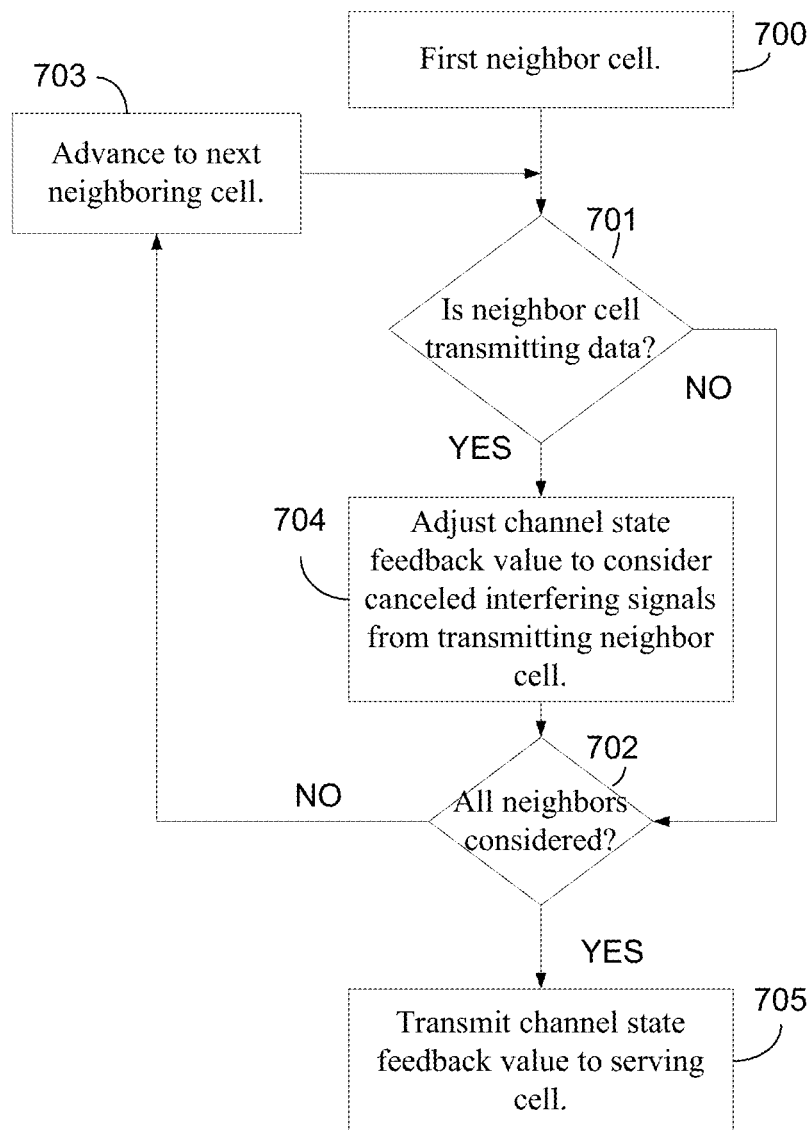 First neighbor cell.
700
703
Advance to next
neighboring cell.
701
Is neighbor cell
transmitting data?
NO
YES
704
Adjust channel state
feedback value to consider
canceled interfering signals
from transmitting neighbor
cell.
702
NO
All neighbors
considered?
YES
705
Transmit channel state
feedback value to serving
cell.